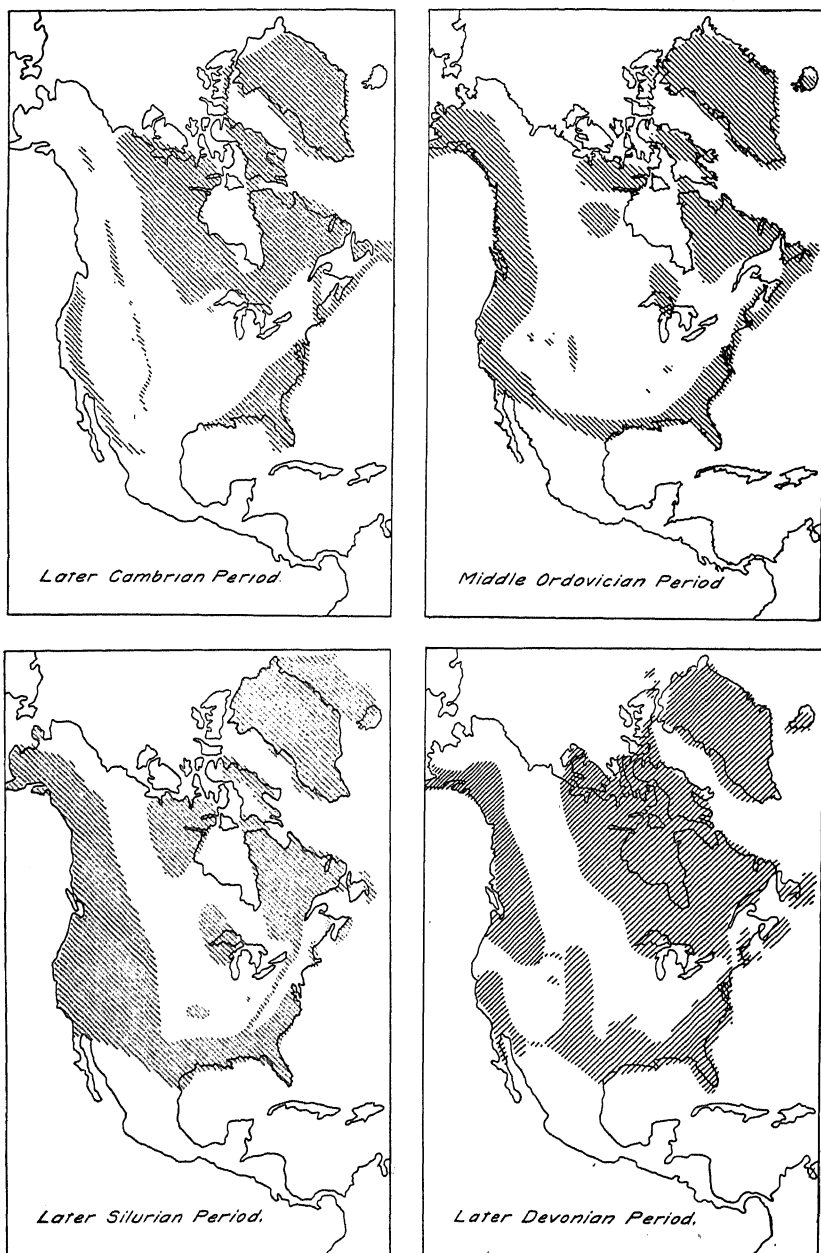 Later Cambrian Period.
Middle Ordovician Period
Later Silurian Period.
Later Devonian Period.